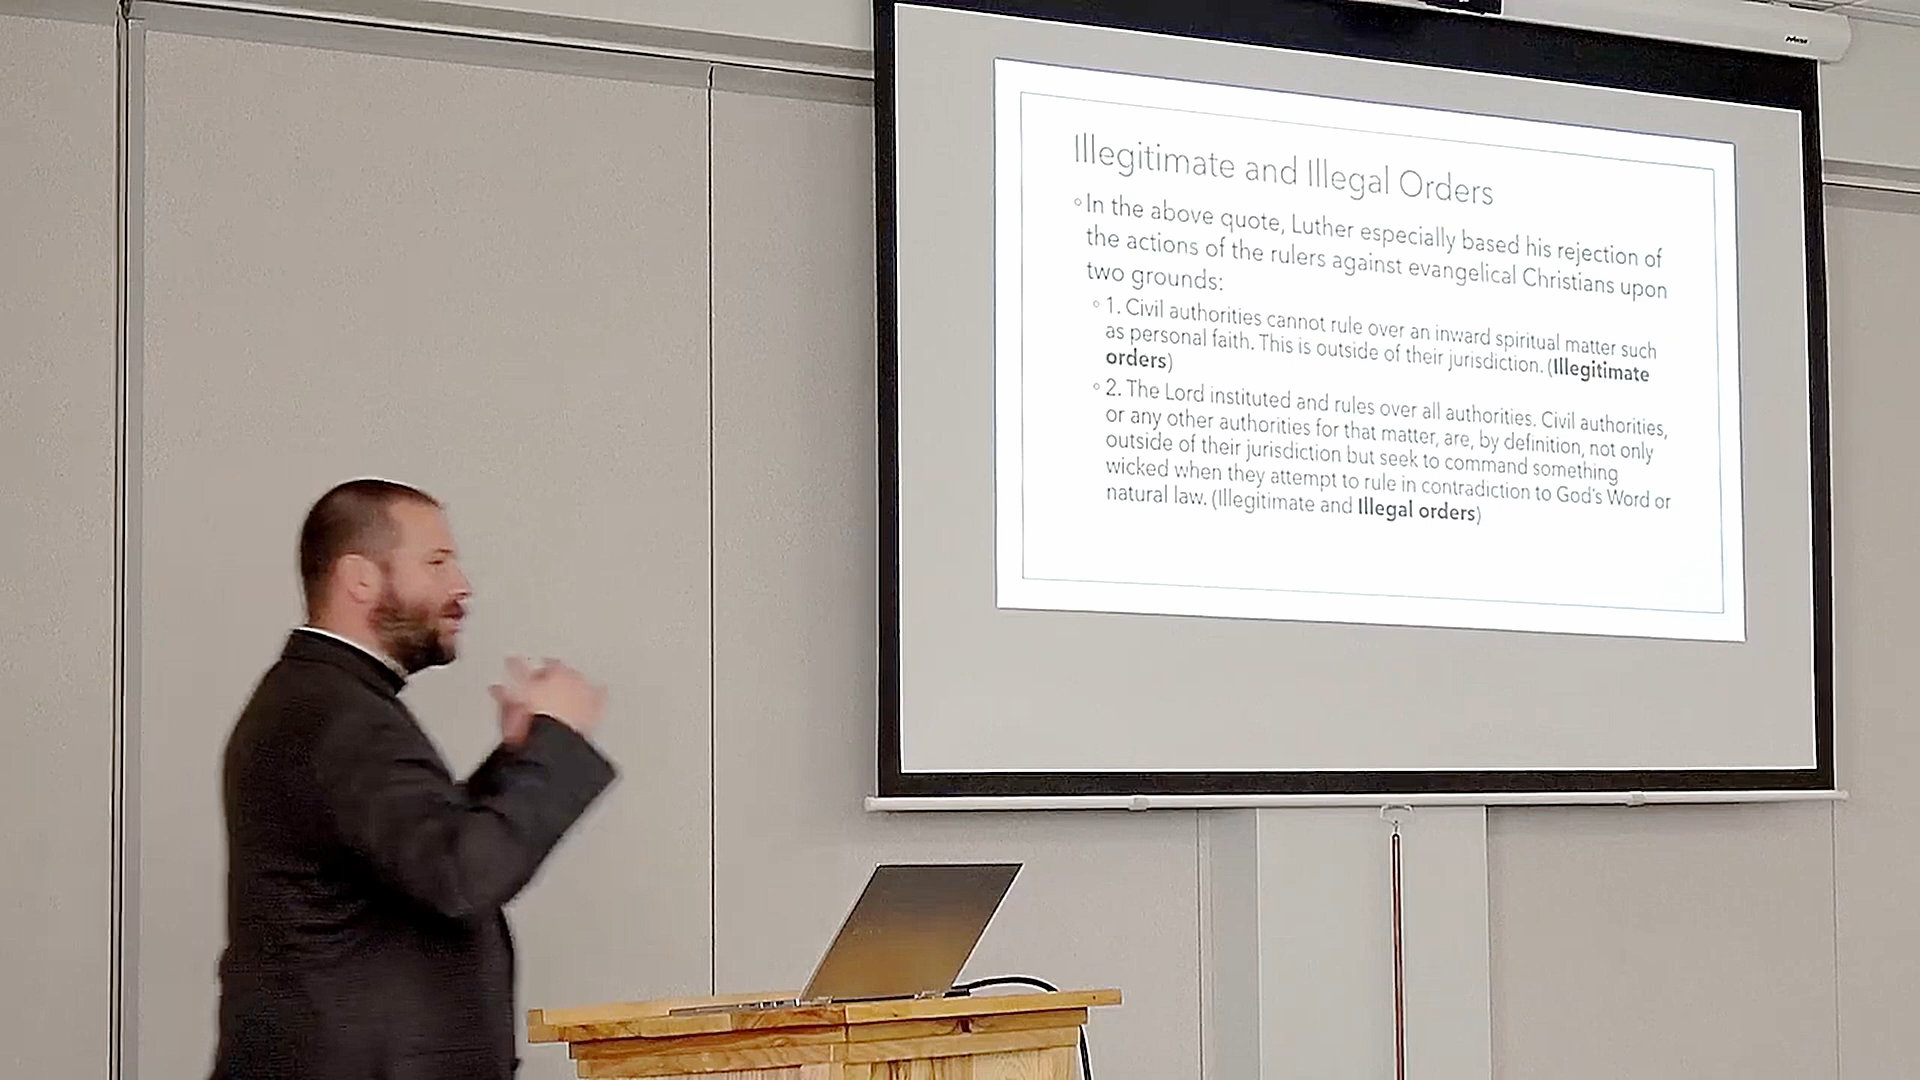 Illegitimate and Illegal Orders
◦In the above quote, Luther especially based his rejection of
the actions of the rulers against evangelical Christians upon
two grounds:
◦ 1. Civil authorities cannot rule over an inward spiritual matter such
as personal faith. This is outside of their jurisdiction. (Illegitimate
orders)
◦ 2. The Lord instituted and rules over all authorities. Civil authorities,
or any other authorities for that matter, are, by definition, not only
outside of their jurisdiction but seek to command something
wicked when they attempt to rule in contradiction to God's Word or
natural law. (Illegitimate and Illegal orders)